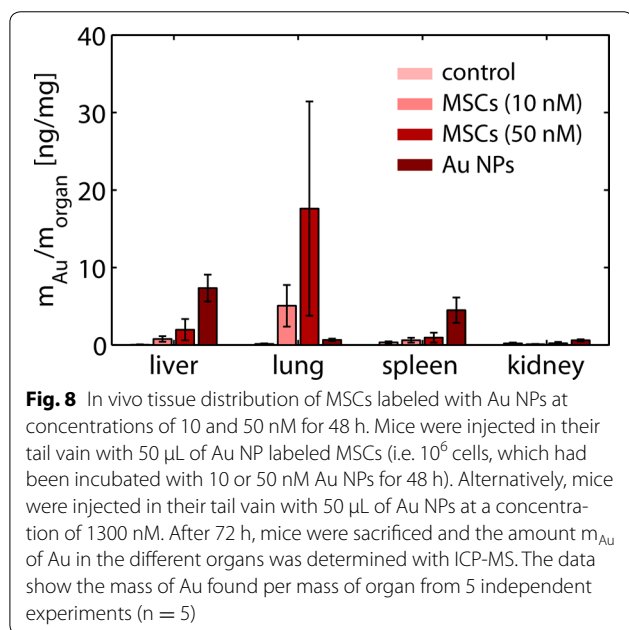 40
30
20
10
0
m_Au/m_organ [ng/mg]
control
MSCs (10 nM)
MSCs (50 nM)
Au NPs
liver lung spleen kidney
Fig. 8 In vivo tissue distribution of MSCs labeled with Au NPs at
concentrations of 10 and 50 nM for 48 h. Mice were injected in their
tail vain with 50 µL of Au NP labeled MSCs (i.e. 10⁶ cells, which had
been incubated with 10 or 50 nM Au NPs for 48 h). Alternatively, mice
were injected in their tail vain with 50 µL of Au NPs at a concentra-
tion of 1300 nM. After 72 h, mice were sacrificed and the amount m_Au
of Au in the different organs was determined with ICP-MS. The data
show the mass of Au found per mass of organ from 5 independent
experiments (n = 5)